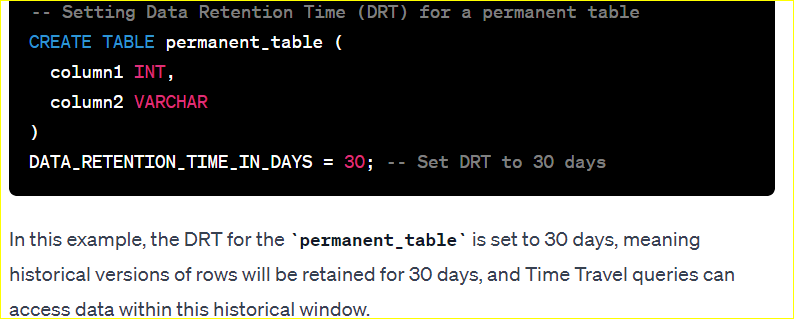 -- Setting Data Retention Time (DRT) for a permanent table
CREATE TABLE permanent_table (
  column1 INT,
  column2 VARCHAR
)
DATA_RETENTION_TIME_IN_DAYS = 30; -- Set DRT to 30 days
In this example, the DRT for the `permanent_table` is set to 30 days, meaning
historical versions of rows will be retained for 30 days, and Time Travel queries can
access data within this historical window.